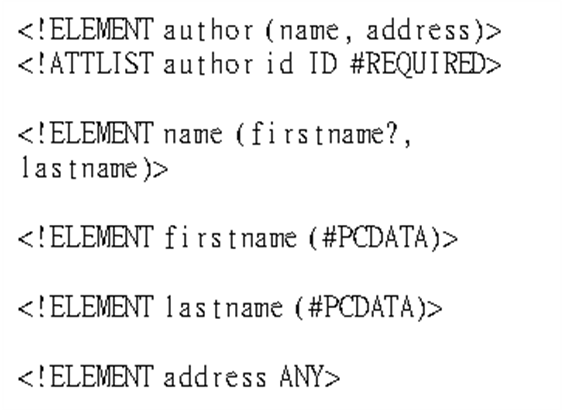 <!ELEMENT author (name, address)>
<!ATTLIST author id ID #REQUIRED>
<!ELEMENT name (firstname?,
lastname)>
<!ELEMENT firstname (#PCDATA)>
<!ELEMENT lastname (#PCDATA)>
<!ELEMENT address ANY>